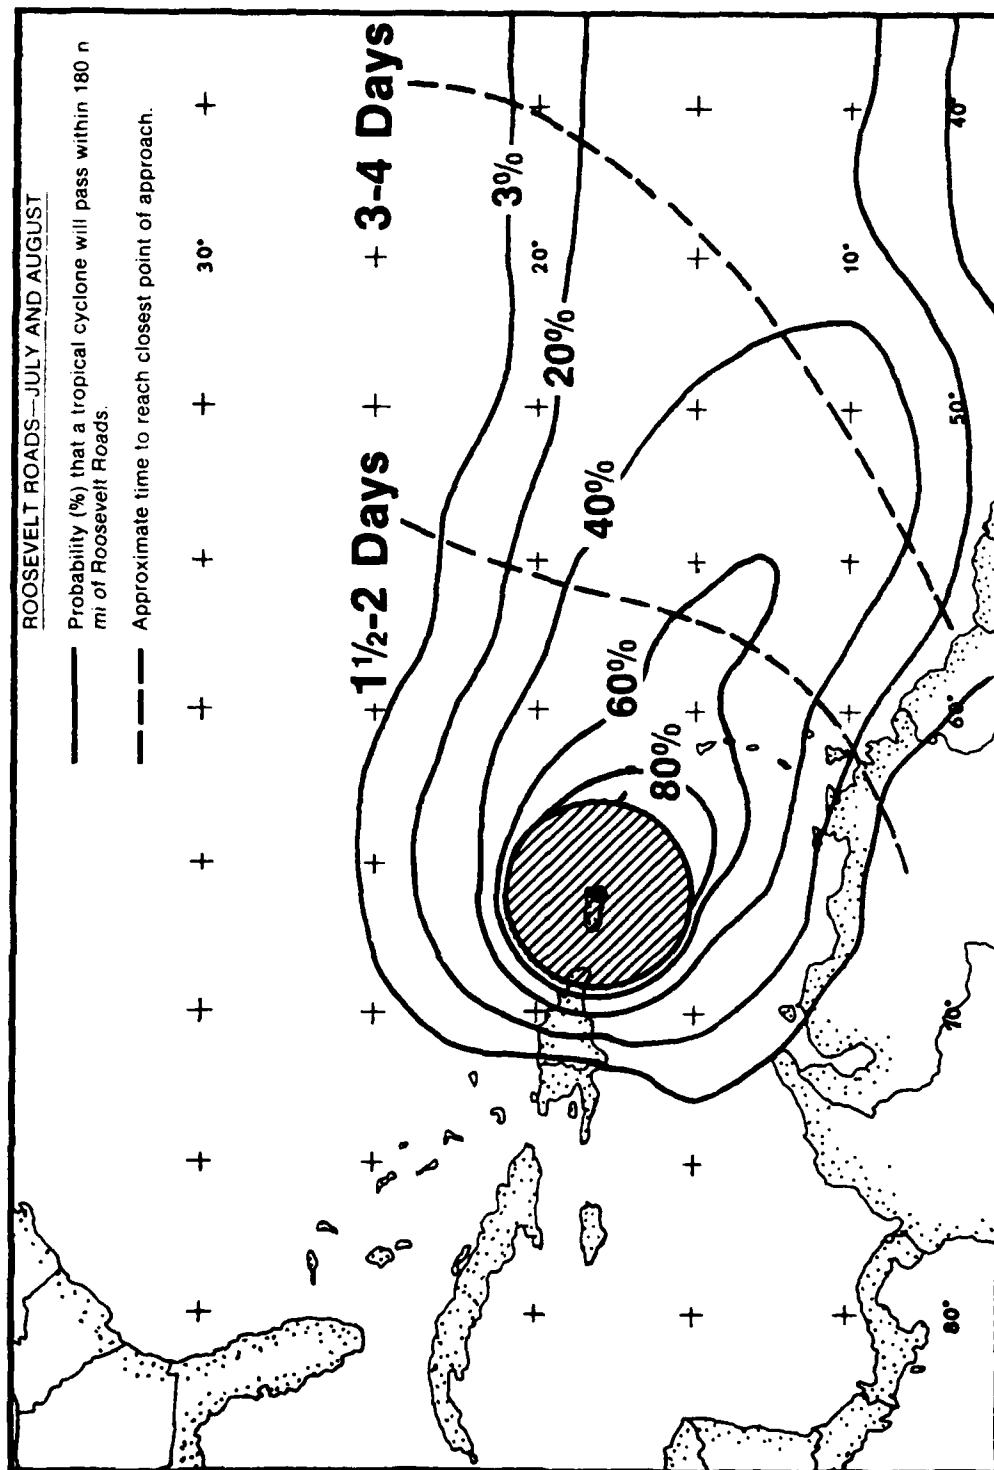 ROOSEVELT ROADS—JULY AND AUGUST
Probability (%) that a tropical cyclone will pass within 180 n
mi of Roosevelt Roads.
Approximate time to reach closest point of approach.
30°
1½-2 Days
3-4 Days
3%
20°
20%
40%
60%
80%
10°
80°
70°
60°
50°
40°